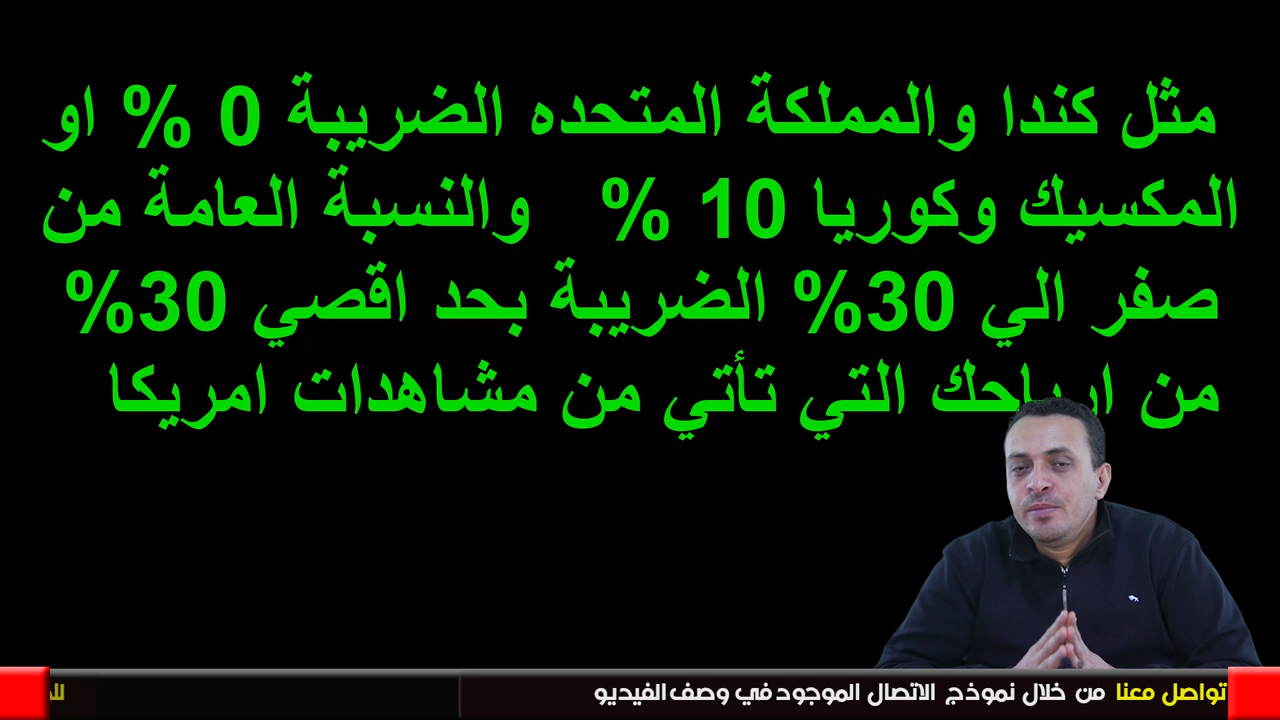 مثل كندا والمملكة المتحده الضريبة 0 % او
المكسيك وكوريا 10 % والنسبة العامة من
صفر الي 30% الضريبة بحد اقصي 30%
من ارباحك التي تأتي من مشاهدات امريكا
تواصل معنا من خلال نموذج الاتصال الموجود في وصف الفيديو